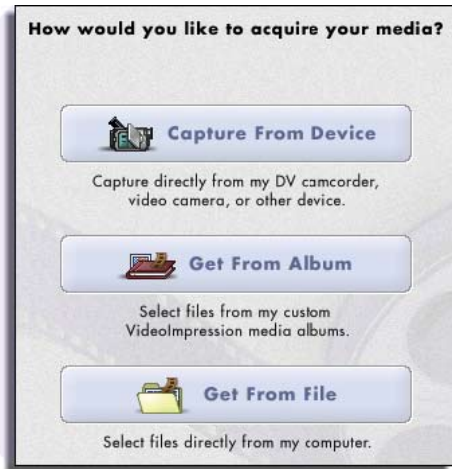 How would you like to acquire your media?
Capture From Device
Capture directly from my DV camcorder,
video camera, or other device.
Get From Album
Select files from my custom
VideoImpression media albums.
Get From File
Select files directly from my computer.